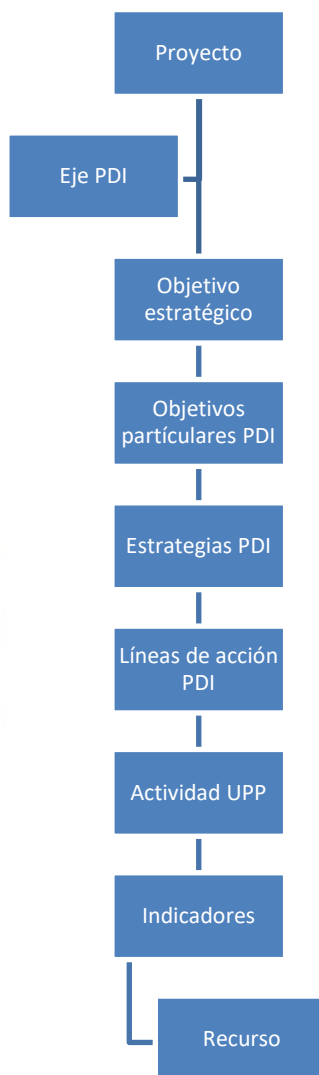 Proyecto
Eje PDI
Objetivo
estratégico
Objetivos
partículares PDI
Estrategias PDI
Líneas de acción
PDI
Actividad UPP
Indicadores
Recurso